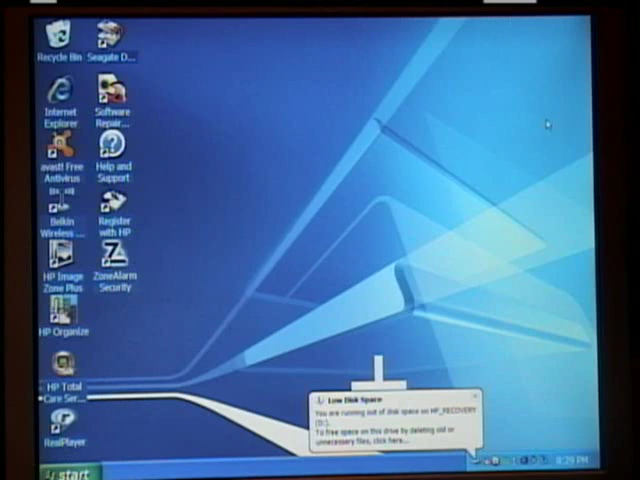 Recycle Bin
Seagate D...
Internet
Explorer
Software
Repair...
avast! Free
Antivirus
Help and
Support
Belkin
Wireless ...
Register
with HP
HP Image
Zone Plus
ZoneAlarm
Security
HP Organize
HP Total
Care Ser...
RealPlayer
Low Disk Space
You are running out of disk space on HP_RECOVERY
(D:).
To free space on this drive by deleting old or
unnecessary files, click here...
start
8:29 PM